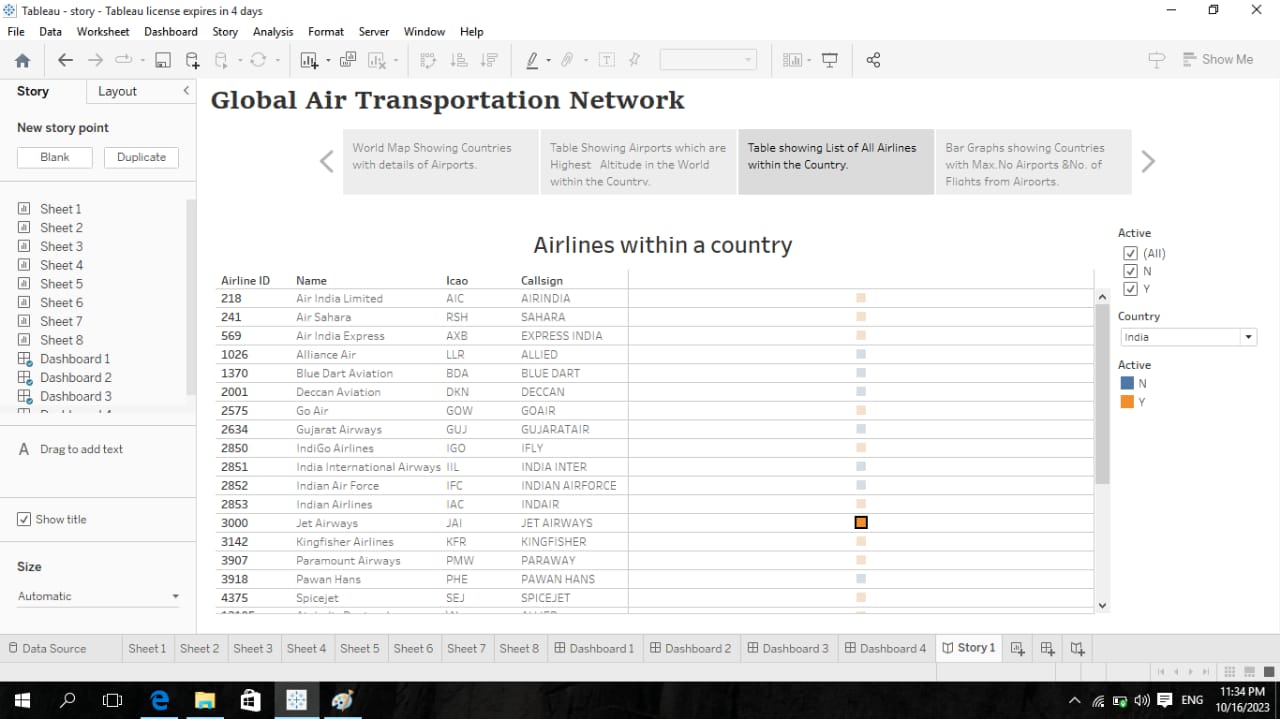 Tableau - story - Tableau license expires in 4 days
File Data Worksheet Dashboard Story Analysis Format Server Window Help
Show Me
Story Layout
Global Air Transportation Network
New story point
Blank Duplicate
World Map Showing Countries
with details of Airports.
Table Showing Airports which are
Highest Altitude in the World
within the Country.
Table showing List of All Airlines
within the Country.
Bar Graphs showing Countries
with Max.No Airports &No. of
Flights from Airports.
Sheet 1
Sheet 2
Sheet 3
Sheet 4
Sheet 5
Sheet 6
Sheet 7
Sheet 8
Dashboard 1
Dashboard 2
Dashboard 3
A Drag to add text
Show title
Size
Automatic
Airlines within a country
Airline ID Name Icao Callsign
218 Air India Limited AIC AIRINDIA
241 Air Sahara RSH SAHARA
569 Air India Express AXB EXPRESS INDIA
1026 Alliance Air LLR ALLIED
1370 Blue Dart Aviation BDA BLUE DART
2001 Deccan Aviation DKN DECCAN
2575 Go Air GOW GOAIR
2634 Gujarat Airways GUJ GUJARATAIR
2850 IndiGo Airlines IGO IFLY
2851 India International Airways IIL INDIA INTER
2852 Indian Air Force IFC INDIAN AIRFORCE
2853 Indian Airlines IAC INDAIR
3000 Jet Airways JAI JET AIRWAYS
3142 Kingfisher Airlines KFR KINGFISHER
3907 Paramount Airways PMW PARAWAY
3918 Pawan Hans PHE PAWAN HANS
4375 Spicejet SEJ SPICEJET
Active
(All)
N
Y
Country
India
Active
N
Y
Data Source Sheet 1 Sheet 2 Sheet 3 Sheet 4 Sheet 5 Sheet 6 Sheet 7 Sheet 8 Dashboard 1 Dashboard 2 Dashboard 3 Dashboard 4 Story 1
ENG
11:34 PM
10/16/2023